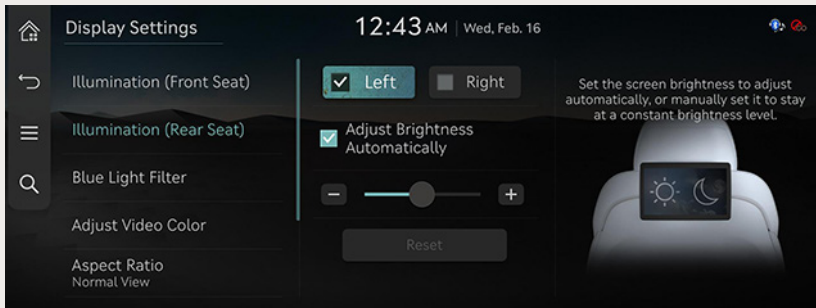 Display Settings
12:43 AM | Wed, Feb. 16
Illumination (Front Seat)
Illumination (Rear Seat)
Blue Light Filter
Adjust Video Color
Aspect Ratio
Normal View
Left
Right
Adjust Brightness
Automatically
Reset
Set the screen brightness to adjust
automatically, or manually set it to stay
at a constant brightness level.